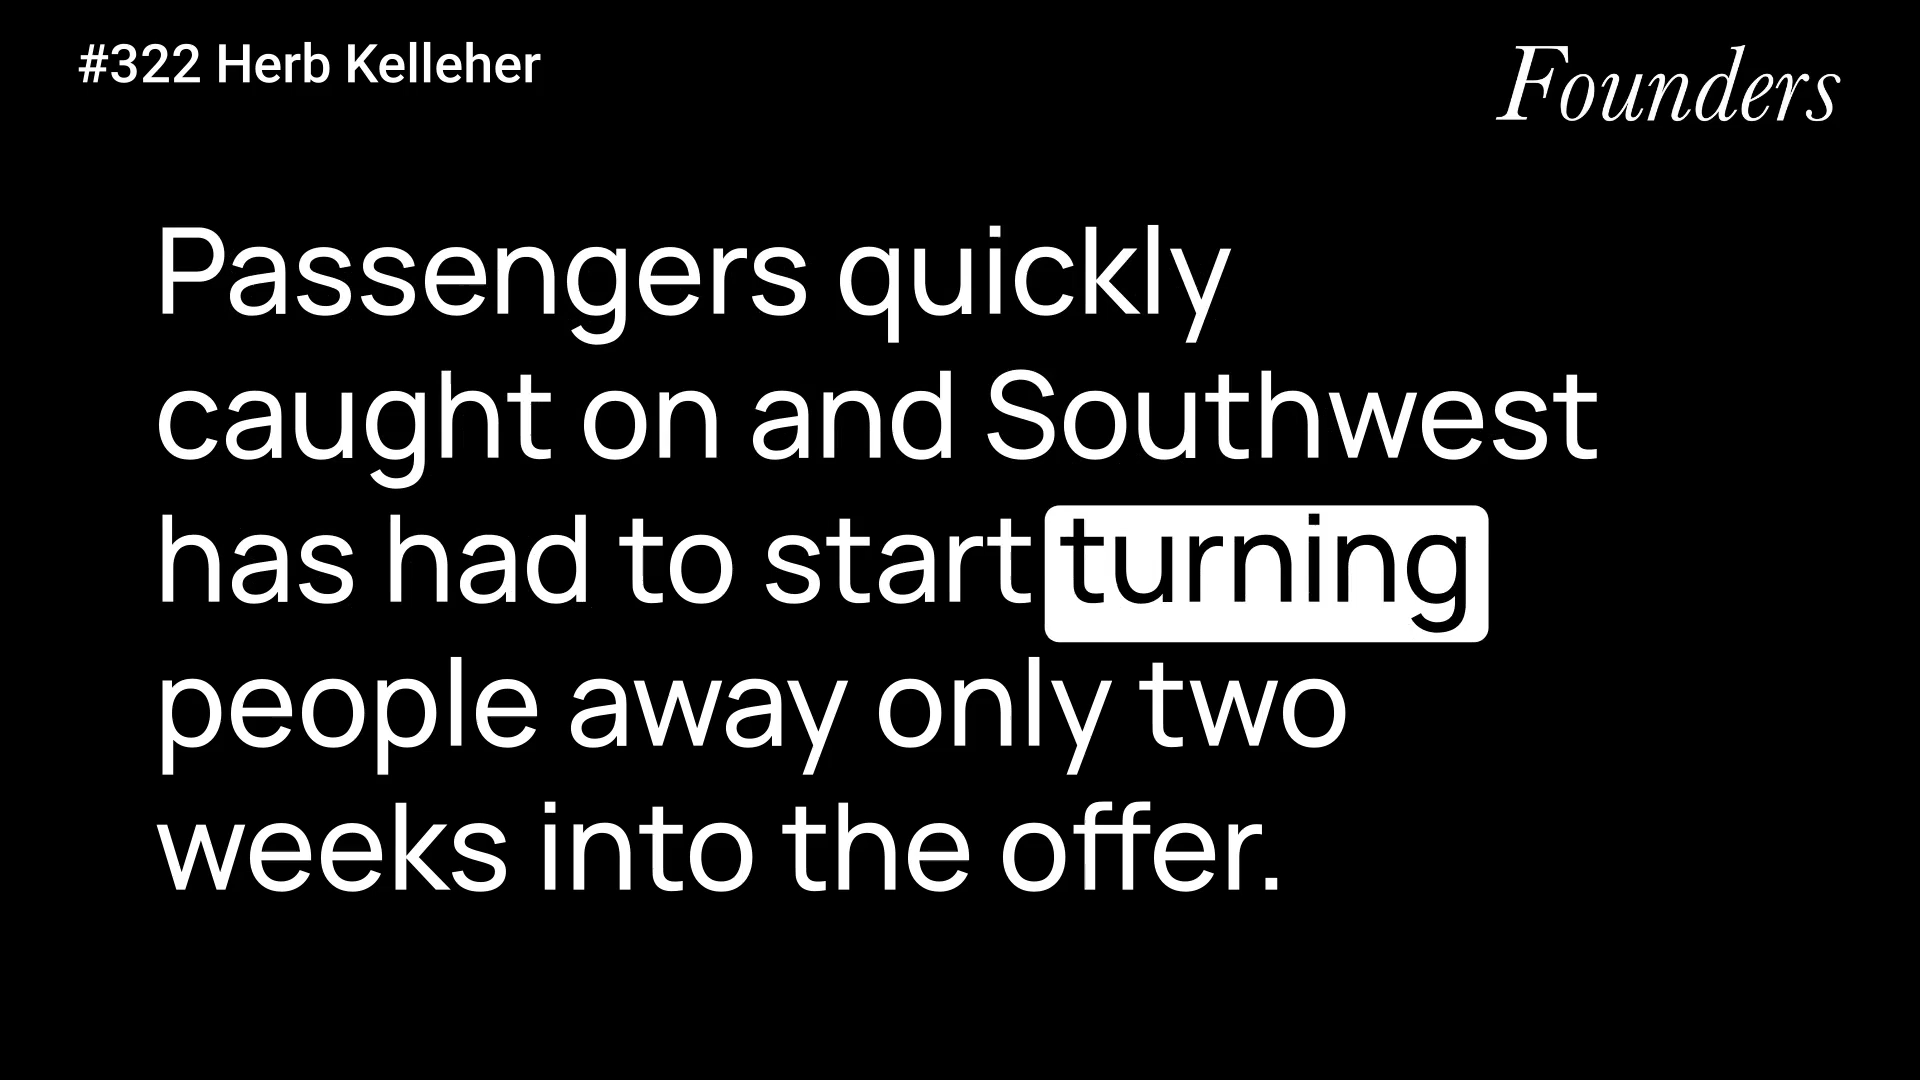 #322 Herb Kelleher
Founders
Passengers quickly
caught on and Southwest
has had to start turning
people away only two
weeks into the offer.